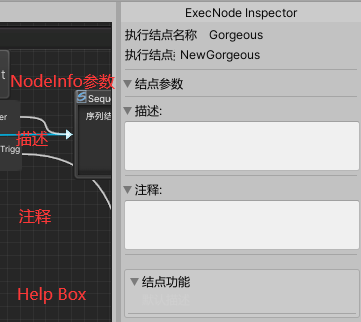 ExecNode Inspector
执行结点名称 Gorgeous
执行结点 NewGorgeous
结点参数
描述:
注释:
结点功能
t
NodeInfo参数
Seque
er
序列结
描述
Trigg
注释
Help Box